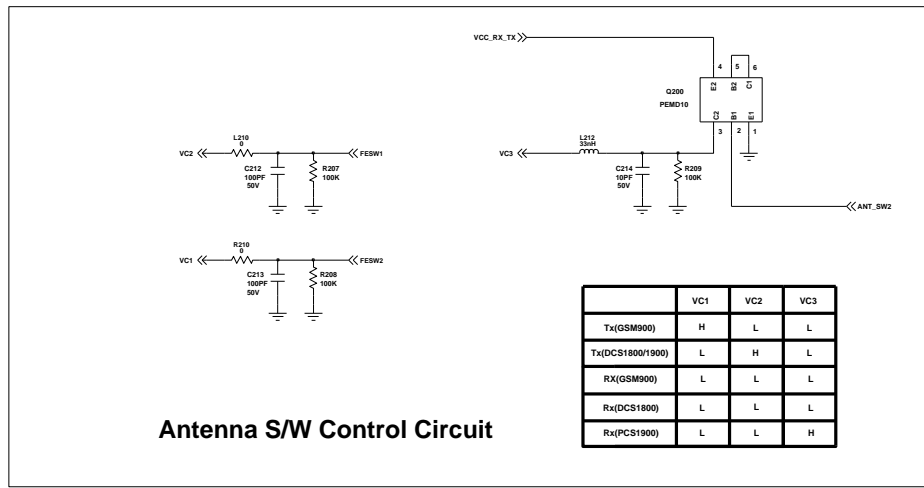 VCC_RX_TX
4 5 6
E2 B2 C1
Q200
PEMD10
C2 B1 E1
3 2 1
L210
0
VC2
FESW1
C212
100PF
50V
R207
100K
L212
33nH
VC3
C214
10PF
50V
R209
100K
ANT_SW2
R210
0
VC1
FESW2
C213
100PF
50V
R208
100K
VC1 VC2 VC3
Tx(GSM900) H L L
Tx(DCS1800/1900) L H L
RX(GSM900) L L L
Rx(DCS1800) L L L
Rx(PCS1900) L L H
Antenna S/W Control Circuit